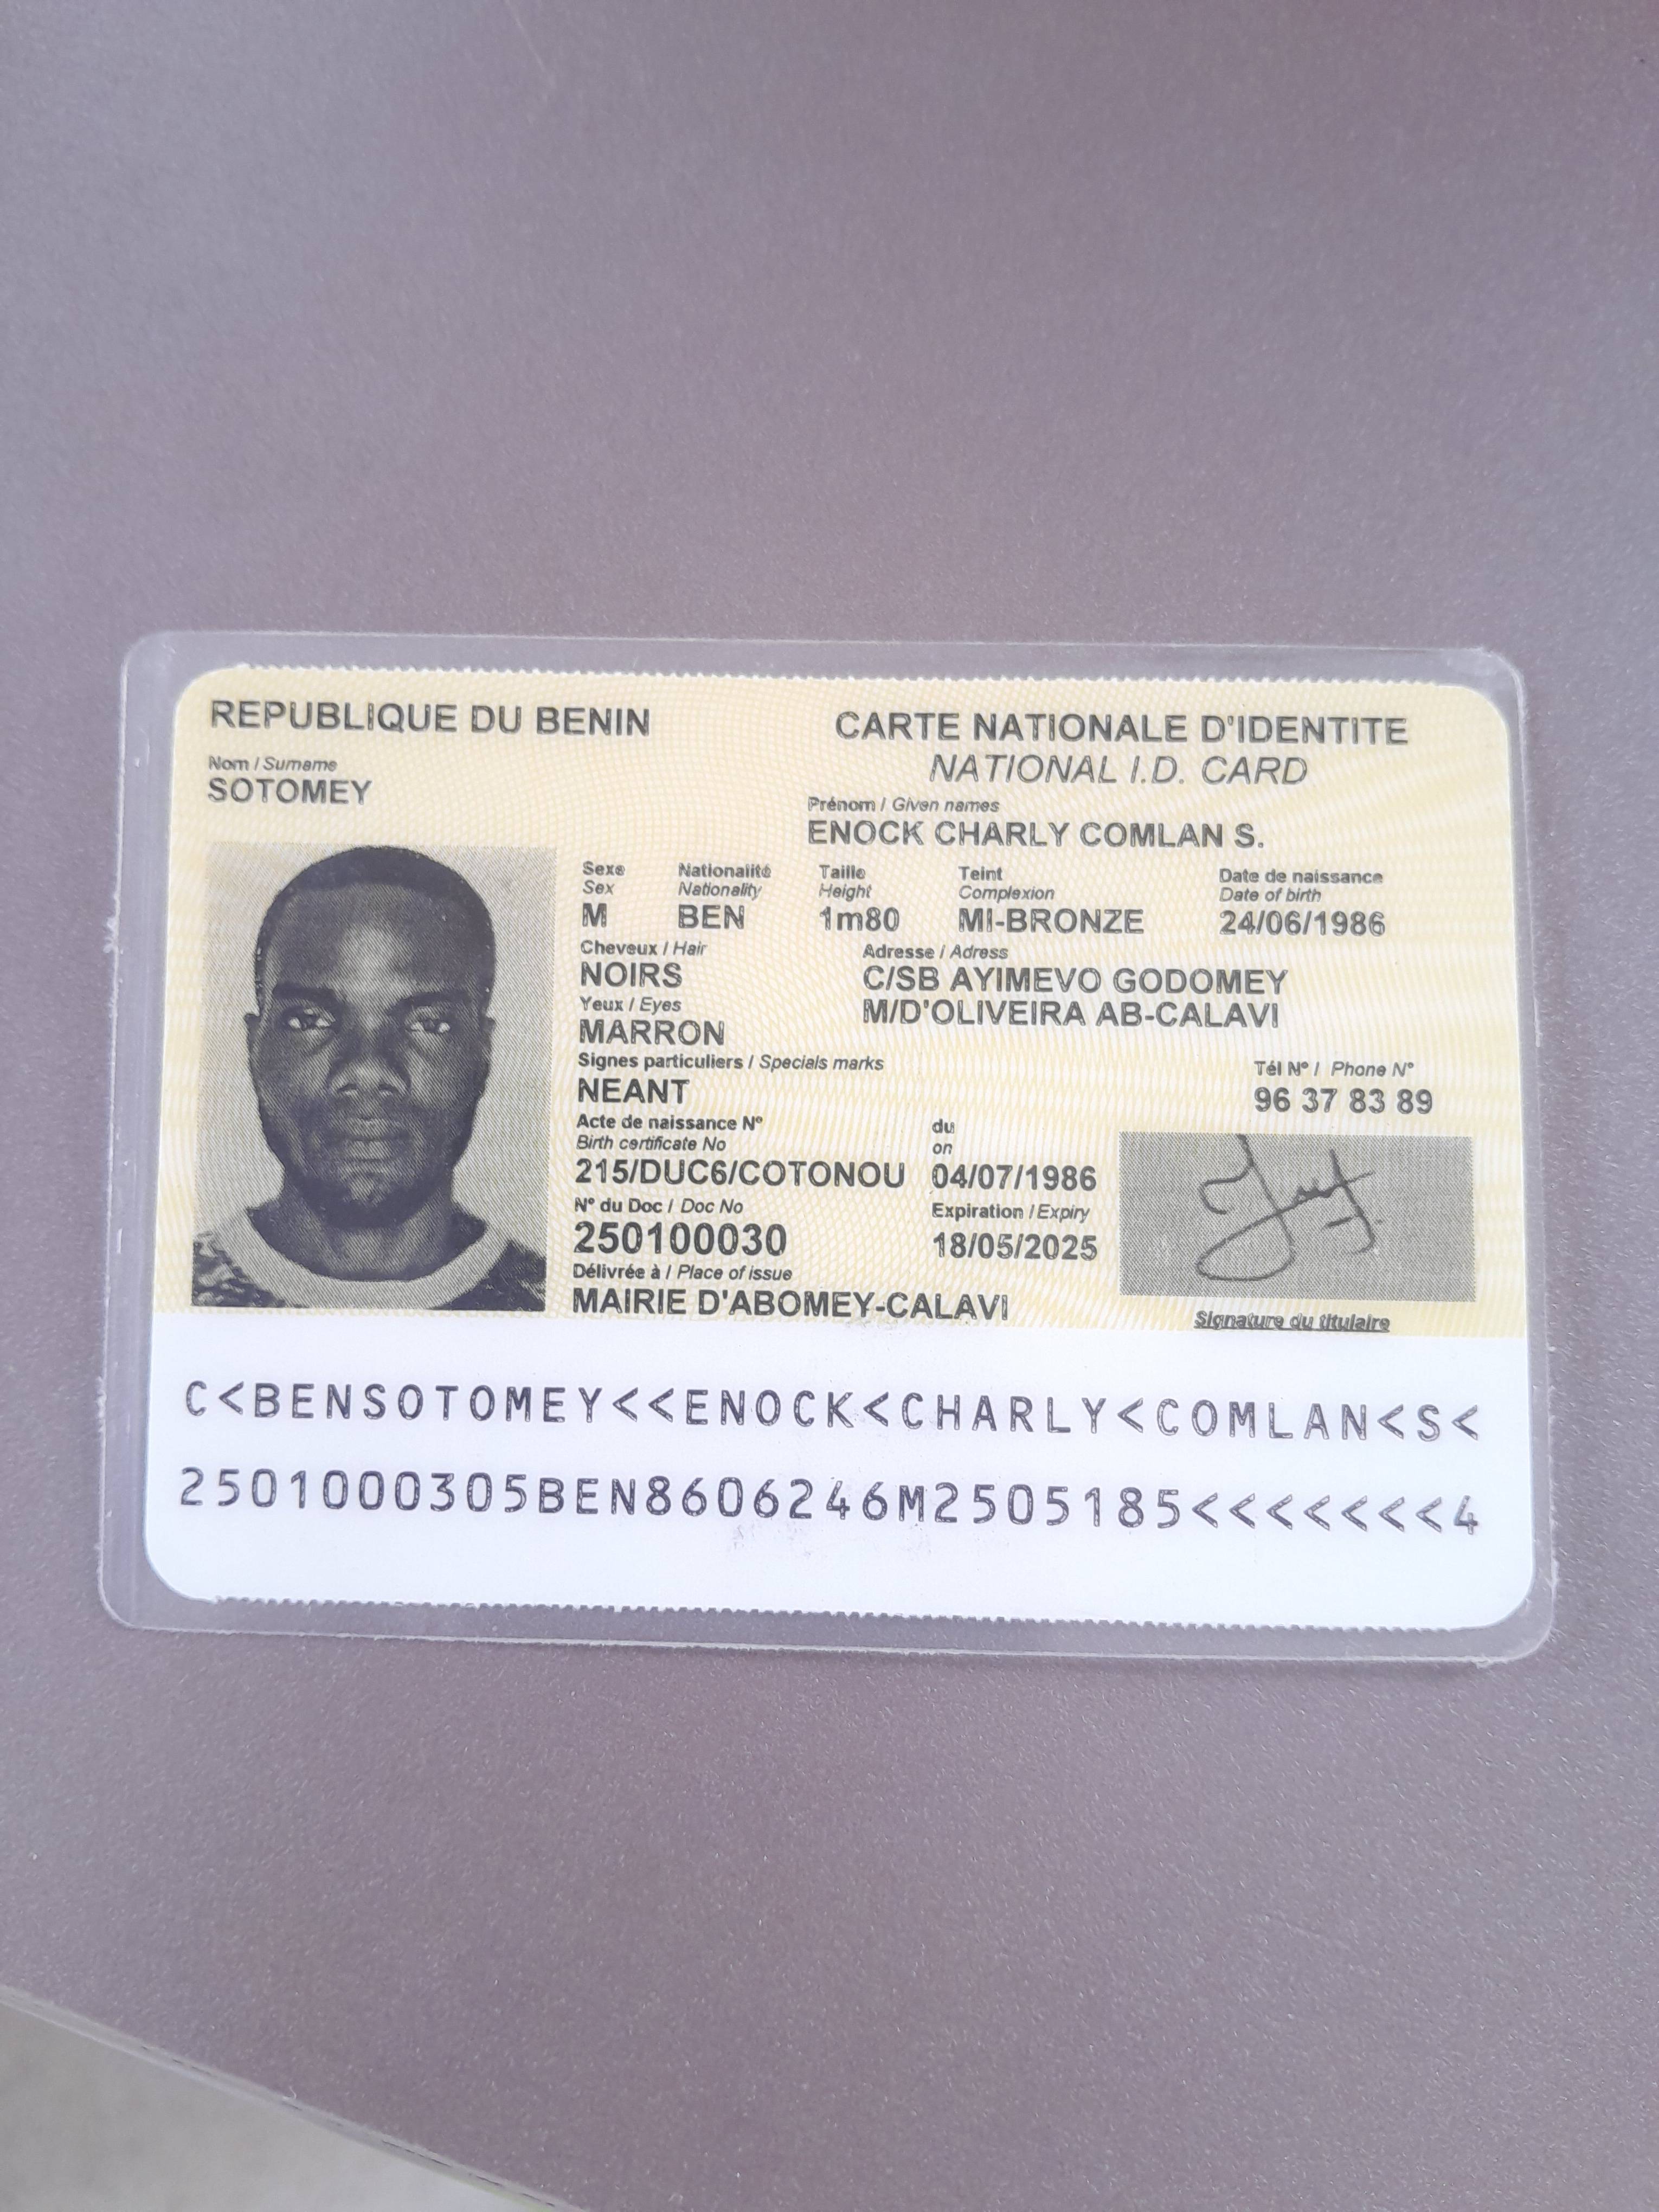 REPUBLIQUE DU BENIN
CARTE NATIONALE D'IDENTITE
NATIONAL I.D. CARD
Nom / Surname
SOTOMEY
Prénom / Given names
ENOCK CHARLY COMLAN S.
Sexe Nationalité Taille Teint Date de naissance
Sex Nationality Height Complexion Date of birth
M BEN 1m80 MI-BRONZE 24/06/1986
Cheveux / Hair Adresse / Adress
NOIRS C/SB AYIMEVO GODOMEY
Yeux / Eyes M/D'OLIVEIRA AB-CALAVI
MARRON
Signes particuliers / Specials marks Tél N° / Phone N°
NEANT 96 37 83 89
Acte de naissance N° du
Birth certificate No on
215/DUC6/COTONOU 04/07/1986
N° du Doc / Doc No Expiration / Expiry
250100030 18/05/2025
Délivrée à / Place of issue
MAIRIE D'ABOMEY-CALAVI
Signature du titulaire
C<BENSOTOMEY<<ENOCK<CHARLY<COMLAN<S<
2501000305BEN8606246M2505185<<<<<<<4